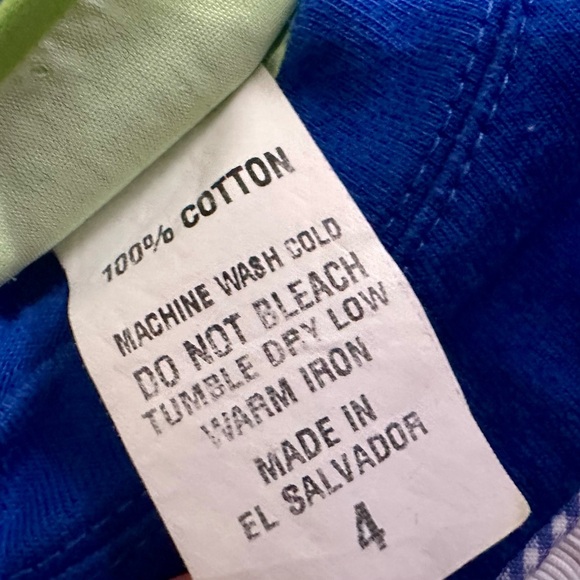 100% COTTON
MACHINE WASH COLD
DO NOT BLEACH
TUMBLE DRY LOW
WARM IRON
MADE IN
EL SALVADOR
4